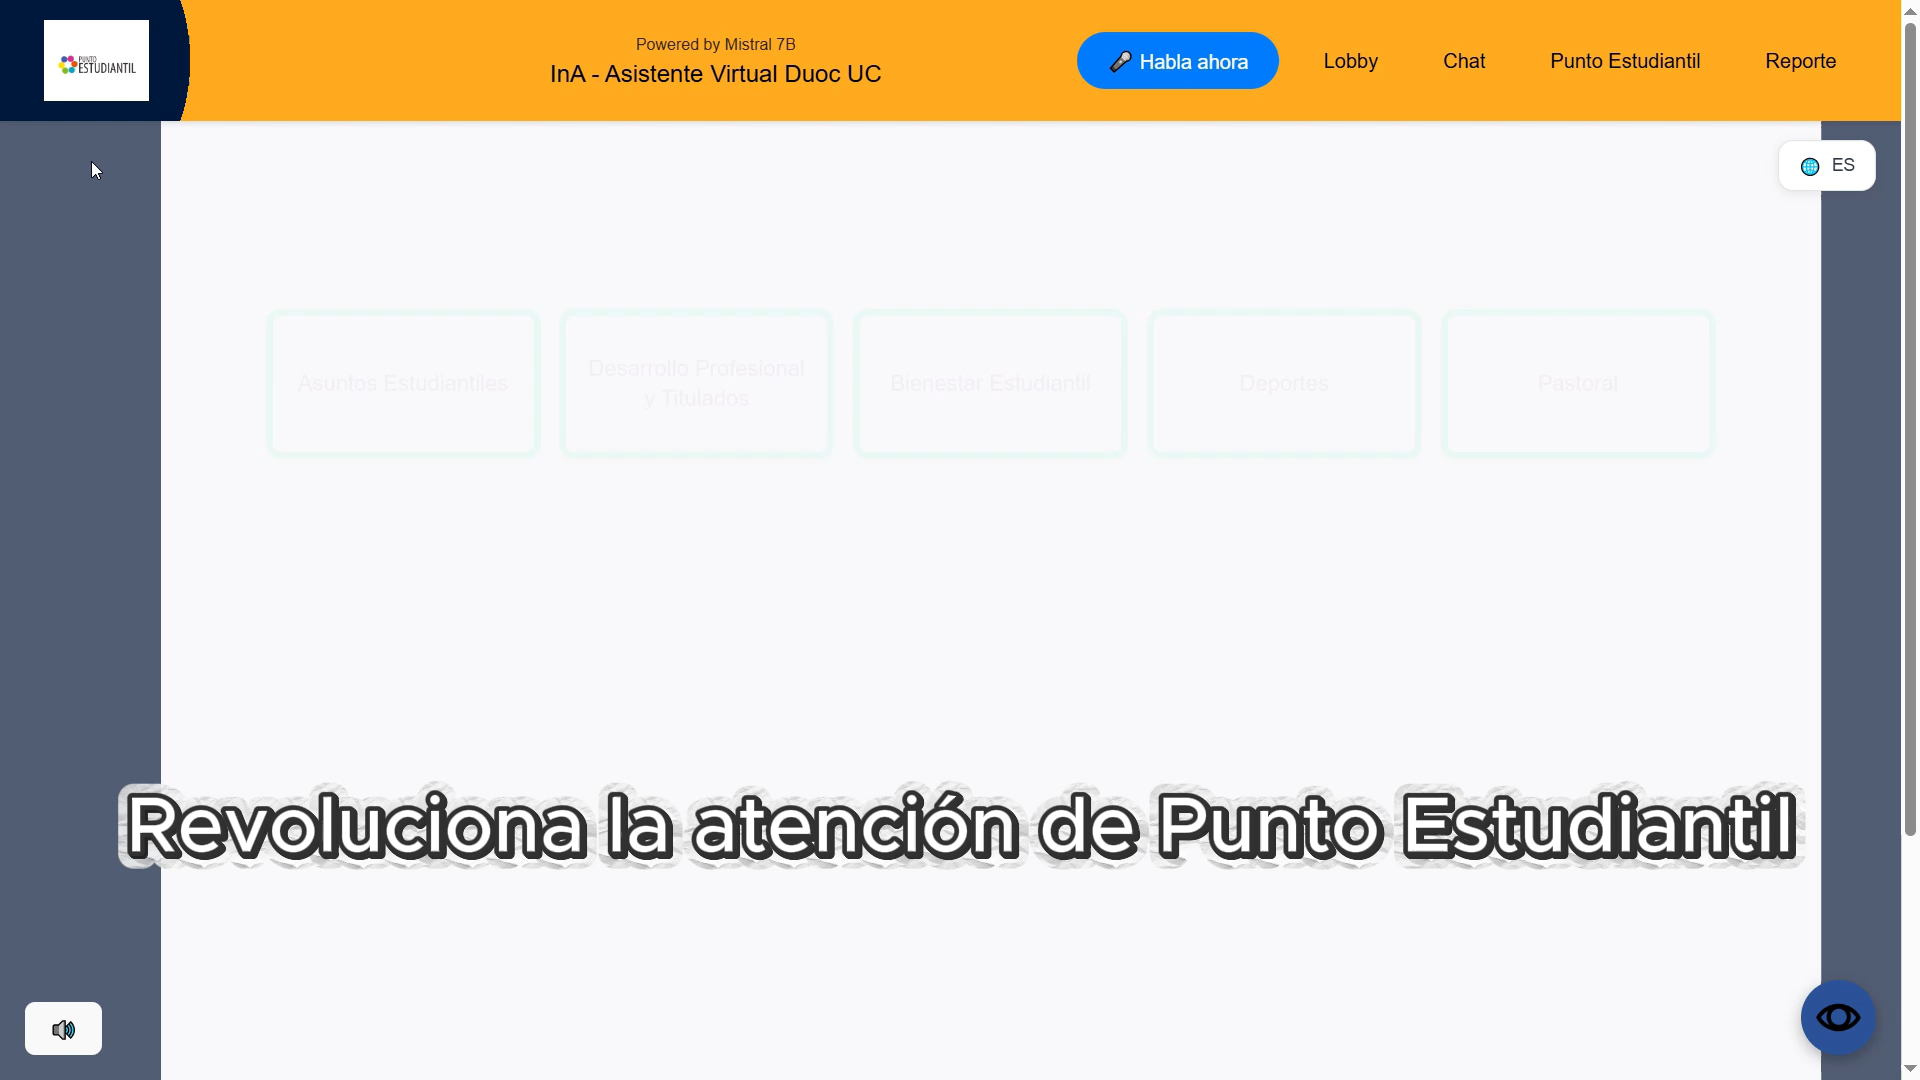 PUNTO
ESTUDIANTIL
Powered by Mistral 7B
InA - Asistente Virtual Duoc UC
Habla ahora
Lobby
Chat
Punto Estudiantil
Reporte
ES
Asuntos Estudiantiles
Desarrollo Profesional
y Titulados
Bienestar Estudiantil
Deportes
Pastoral
Revoluciona la atención de Punto Estudiantil